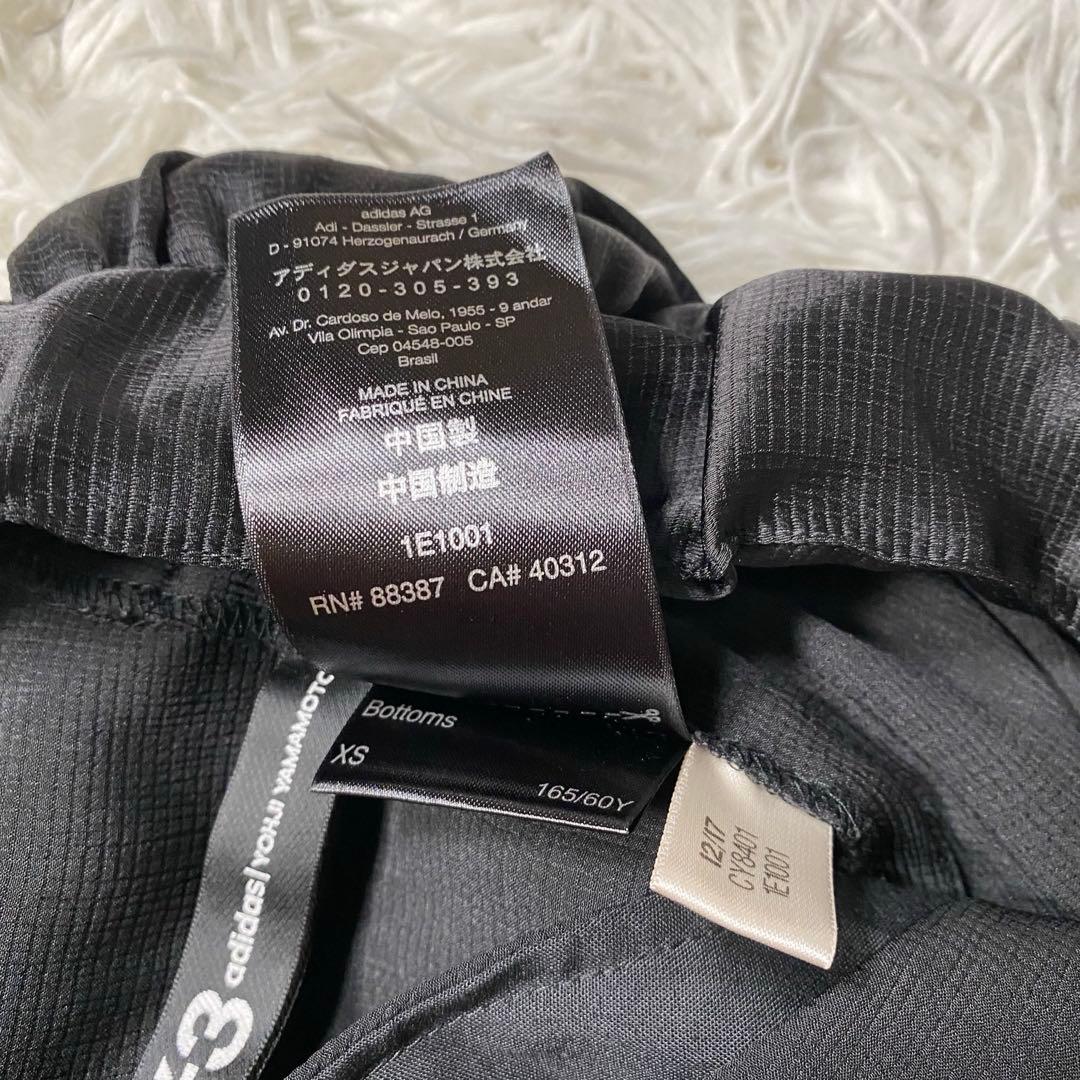 adidas AG
Adi - Dassler - Strasse 1
D - 91074 Herzogenaurach / Germany
アディダスジャパン株式会社
0120-305-393
Av. Dr. Cardoso de Melo, 1955 - 9 andar
Vila Olimpia - Sao Paulo - SP
Cep 04548-005
Brasil
MADE IN CHINA
FABRIQUÉ EN CHINE
中国製
中国制造
1E1001
RN# 88387 CA# 40312
Bottoms
XS
165/60Y
12/17
CY8401
1E1001
-3 adidas | YOHJI YAMAMOTO